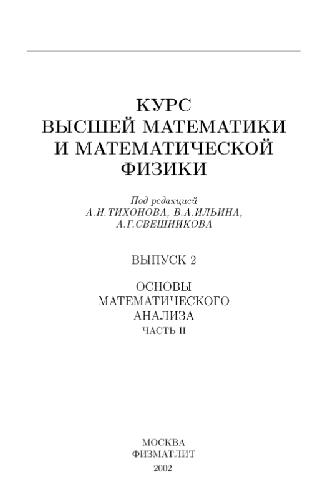 КУРС
ВЫСШЕЙ МАТЕМАТИКИ
И МАТЕМАТИЧЕСКОЙ
ФИЗИКИ
Под редакцией
А.Н.ТИХОНОВА, В.А.ИЛЬИНА,
А.Г.СВЕШНИКОВА
ВЫПУСК 2
ОСНОВЫ
МАТЕМАТИЧЕСКОГО
АНАЛИЗА
ЧАСТЬ II
МОСКВА
ФИЗМАТЛИТ
2002